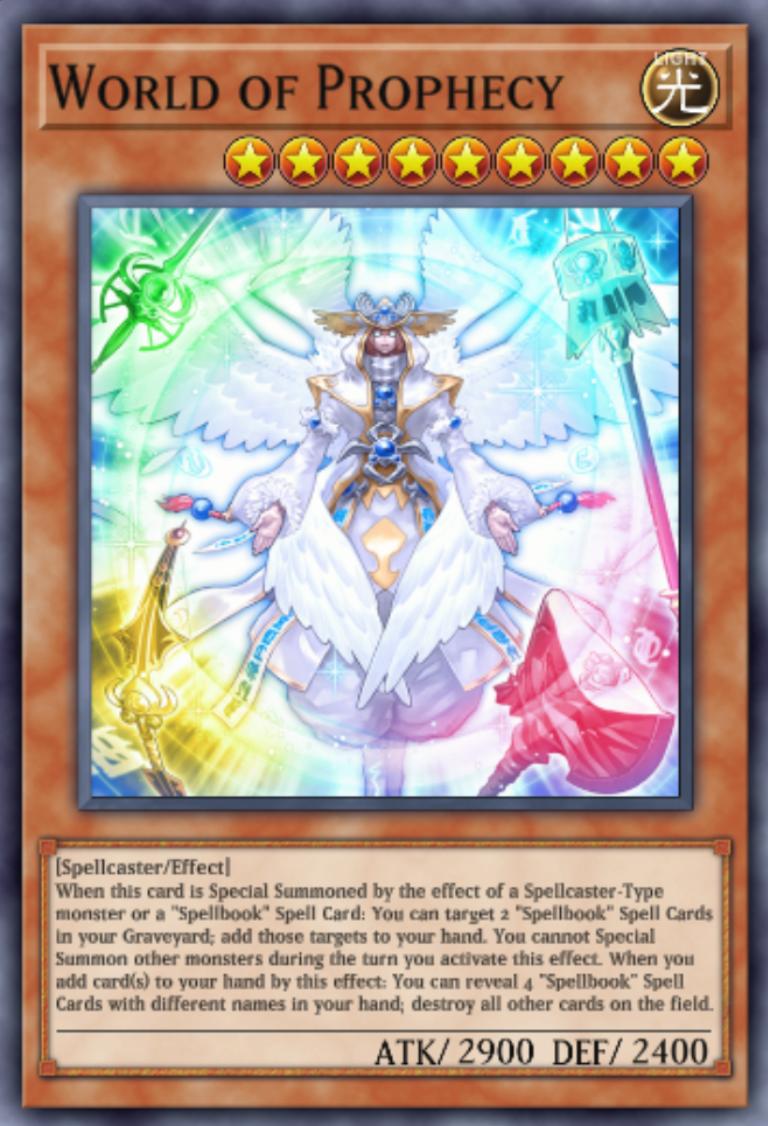 World of Prophecy
LIGHT
光
[Spellcaster/Effect]
When this card is Special Summoned by the effect of a Spellcaster-Type
monster or a "Spellbook" Spell Card: You can target 2 "Spellbook" Spell Cards
in your Graveyard; add those targets to your hand. You cannot Special
Summon other monsters during the turn you activate this effect. When you
add card(s) to your hand by this effect: You can reveal 4 "Spellbook" Spell
Cards with different names in your hand; destroy all other cards on the field.
ATK/ 2900 DEF/ 2400